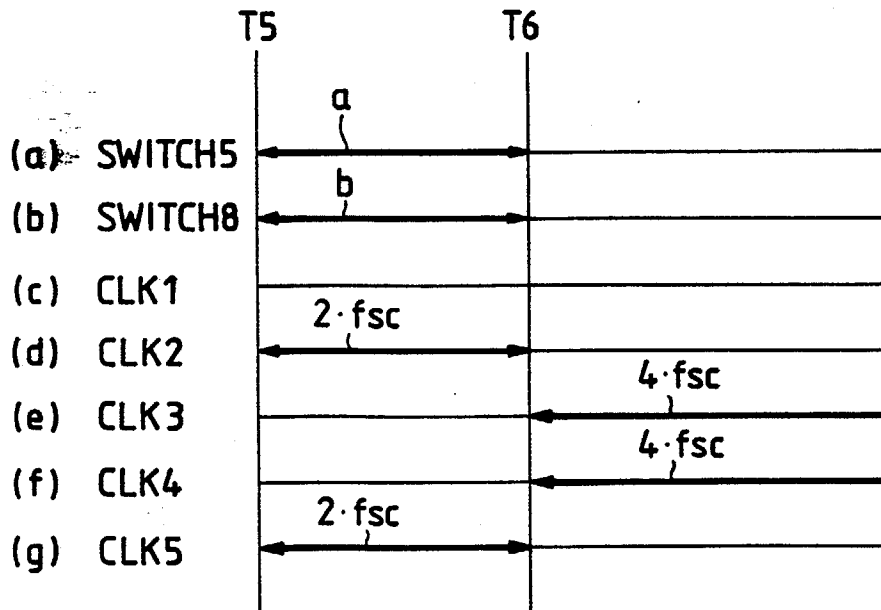 T5 T6
a
(a) SWITCH5
b
(b) SWITCH8
(c) CLK1
2·fsc
(d) CLK2
4·fsc
(e) CLK3
4·fsc
(f) CLK4
2·fsc
(g) CLK5